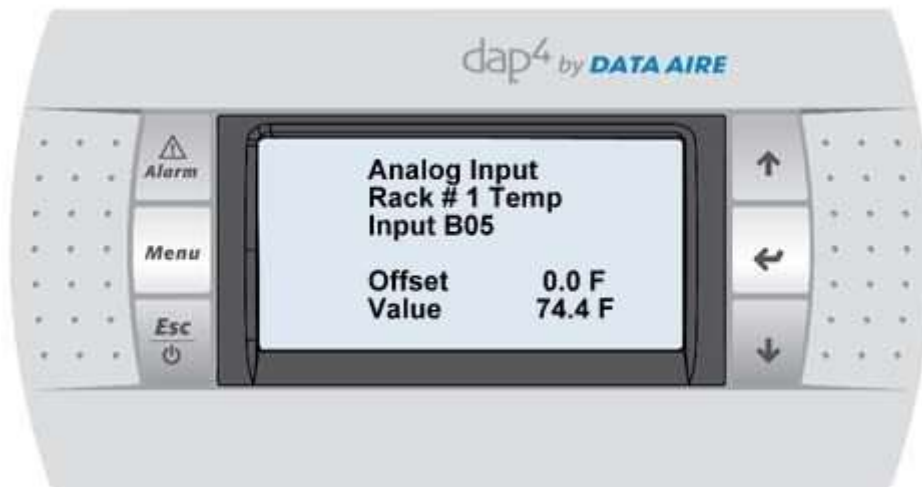 dap4 by DATA AIRE
Alarm
Menu
Esc
Analog Input
Rack # 1 Temp
Input B05
Offset 0.0 F
Value 74.4 F